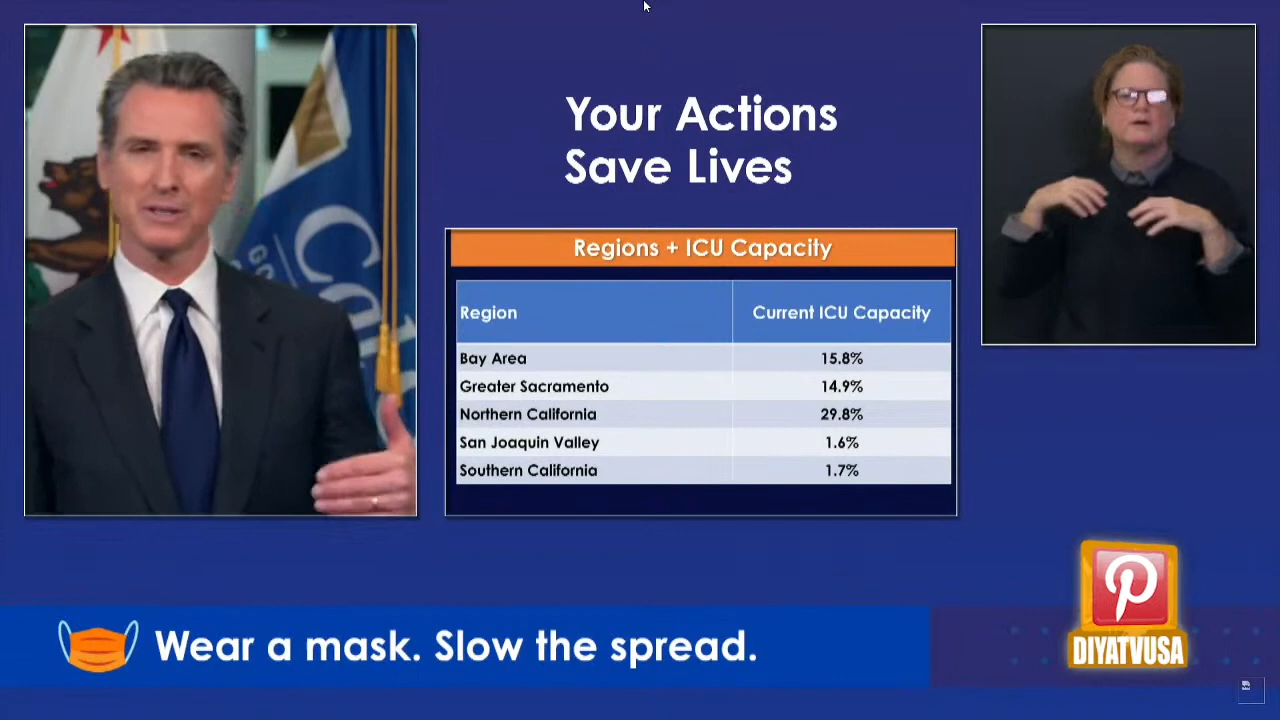 Your Actions
Save Lives
Regions + ICU Capacity
Region Current ICU Capacity
Bay Area 15.8%
Greater Sacramento 14.9%
Northern California 29.8%
San Joaquin Valley 1.6%
Southern California 1.7%
Wear a mask. Slow the spread.
DIYATVUSA